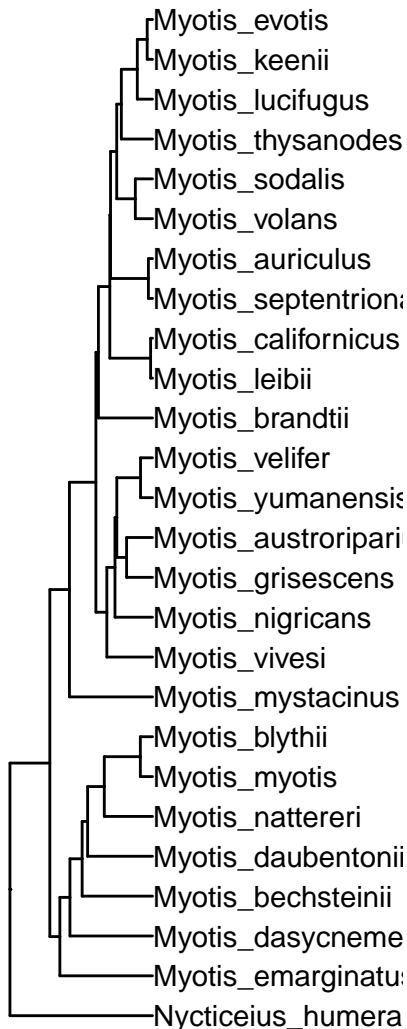 Myotis_evotis
Myotis_keenii
Myotis_lucifugus
Myotis_thysanodes
Myotis_sodalis
Myotis_volans
Myotis_auriculus
Myotis_septentriona
Myotis_californicus
Myotis_leibii
Myotis_brandtii
Myotis_velifer
Myotis_yumanensis
Myotis_austroripariu
Myotis_grisescens
Myotis_nigricans
Myotis_vivesi
Myotis_mystacinus
Myotis_blythii
Myotis_myotis
Myotis_nattereri
Myotis_daubentonii
Myotis_bechsteinii
Myotis_dasycneme
Myotis_emarginatus
Nycticeius_humera